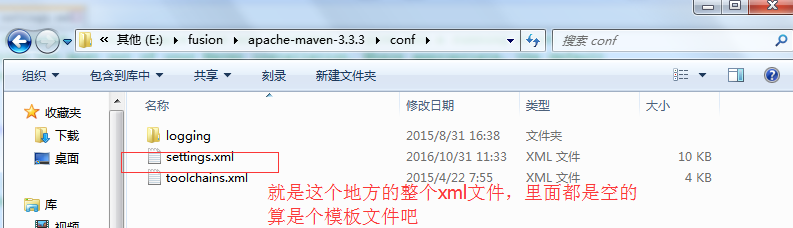 其他 (E:) ▸ fusion ▸ apache-maven-3.3.3 ▸ conf
搜索 conf
组织 包含到库中 共享 刻录 新建文件夹
收藏夹
下载
桌面
库
视频
名称 修改日期 类型 大小
logging 2015/8/31 16:38 文件夹
settings.xml 2016/10/31 11:33 XML 文件 10 KB
toolchains.xml 2015/4/22 7:55 XML 文件 4 KB
就是这个地方的整个xml文件，里面都是空的
算是个模板文件吧